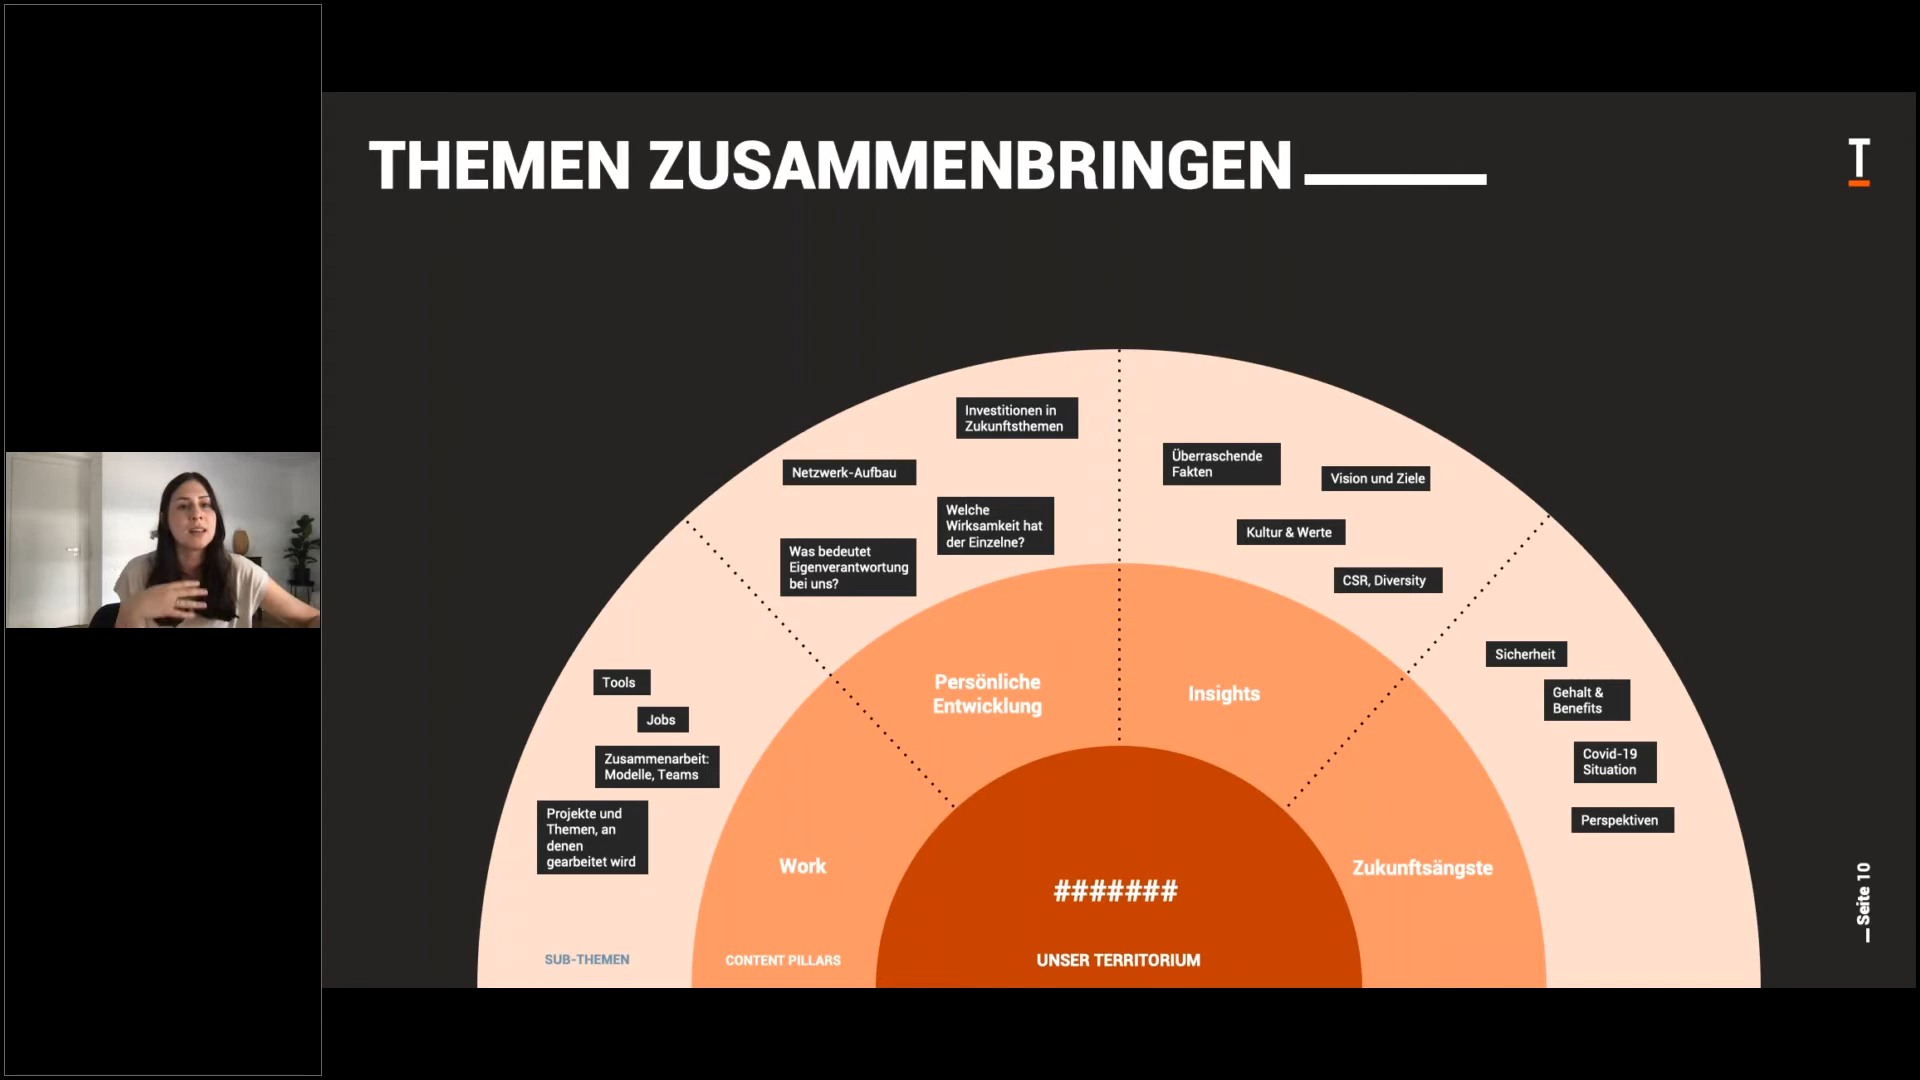 THEMEN ZUSAMMENBRINGEN
T
Investitionen in
Zukunftsthemen
Netzwerk-Aufbau
Welche
Wirksamkeit hat
der Einzelne?
Was bedeutet
Eigenverantwortung
bei uns?
Überraschende
Fakten
Vision und Ziele
Kultur & Werte
CSR, Diversity
Tools
Jobs
Zusammenarbeit:
Modelle, Teams
Projekte und
Themen, an
denen
gearbeitet wird
Sicherheit
Gehalt &
Benefits
Covid-19
Situation
Perspektiven
Persönliche
Entwicklung
Insights
Work
Zukunftsängste
#######
SUB-THEMEN
CONTENT PILLARS
UNSER TERRITORIUM
Seite 10